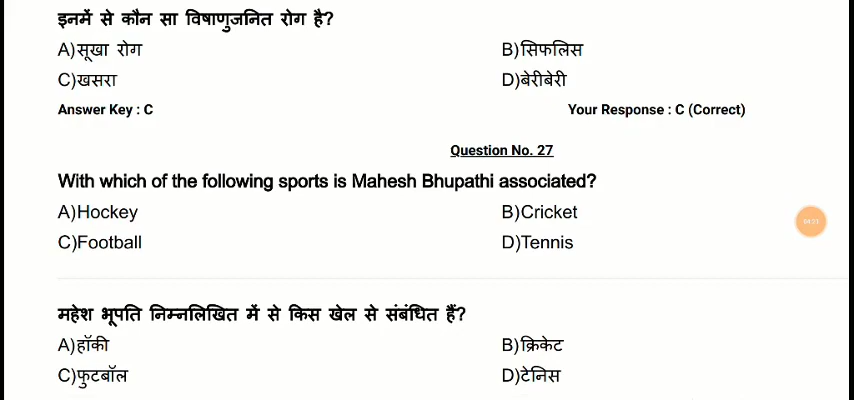 इनमें से कौन सा विषाणुजनित रोग है?
A)सूखा रोग B)सिफलिस
C)खसरा D)बेरीबेरी
Answer Key : C Your Response : C (Correct)
Question No. 27
With which of the following sports is Mahesh Bhupathi associated?
A)Hockey B)Cricket
C)Football D)Tennis
महेश भूपति निम्नलिखित में से किस खेल से संबंधित हैं?
A)हॉकी B)क्रिकेट
C)फुटबॉल D)टेनिस